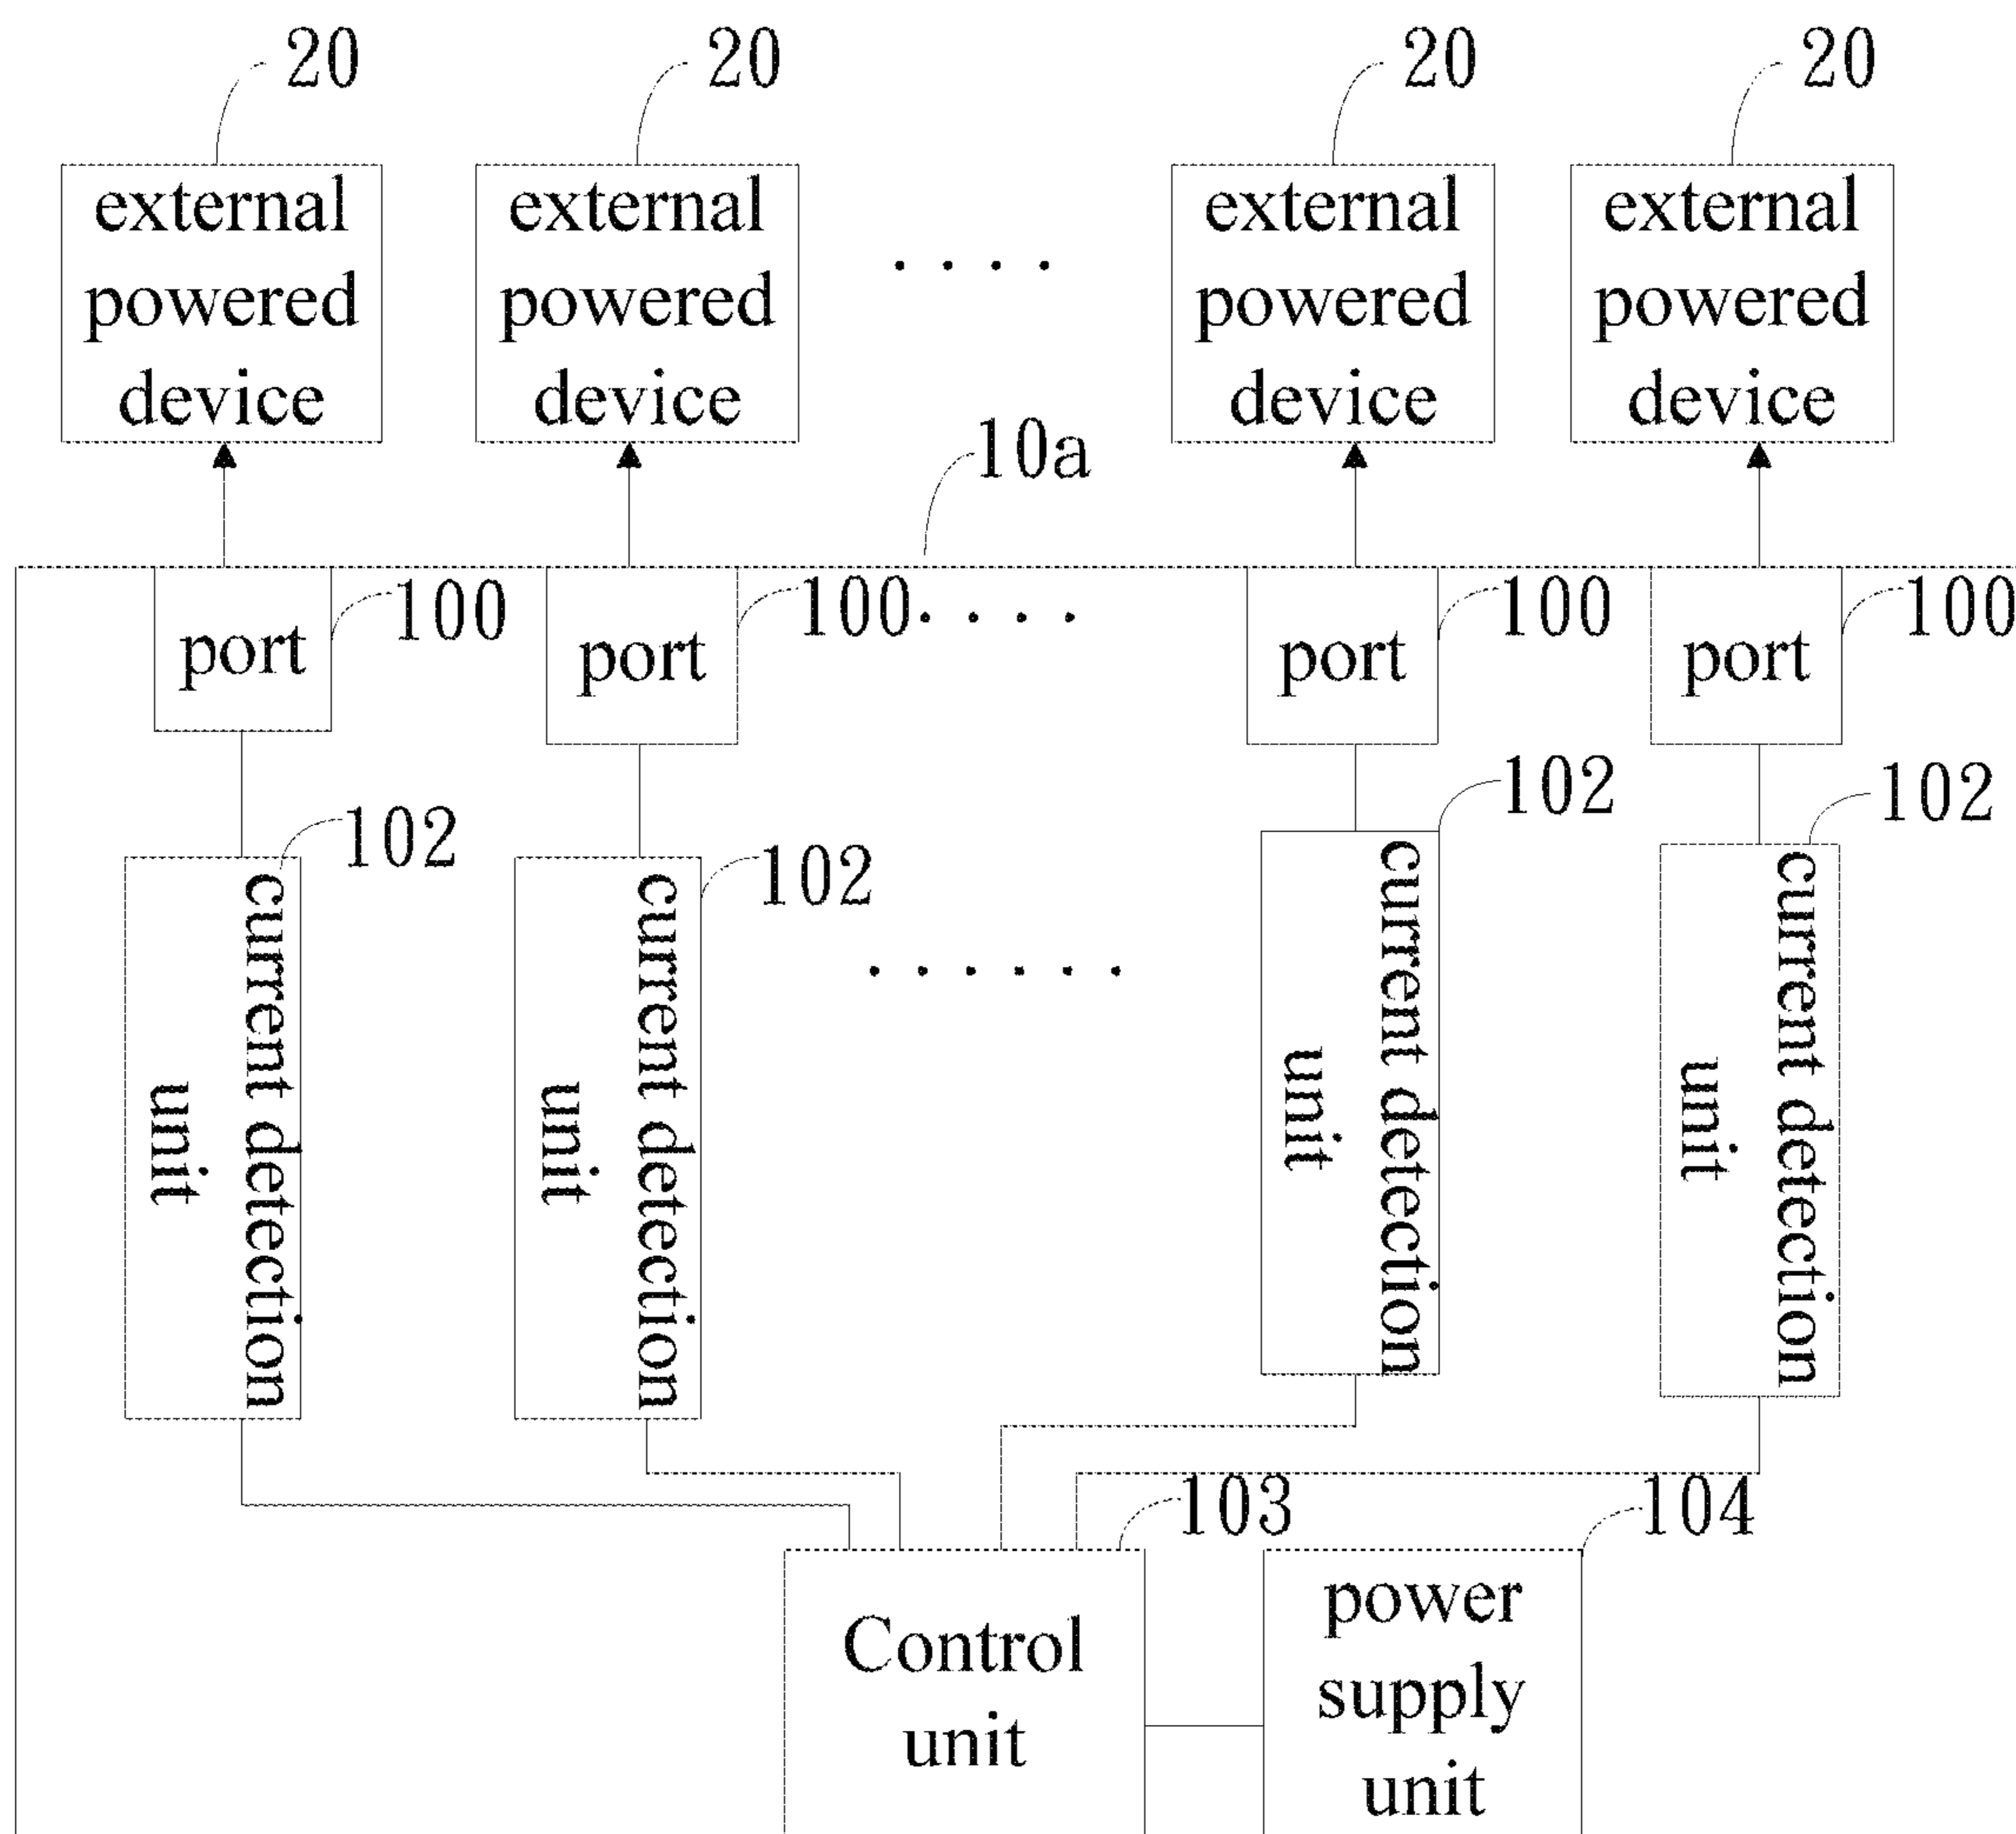 20
20
20
20
external
powered
device
external
powered
device
external
powered
device
external
powered
device
10a
port
100
port
100
port
100
port
100
102
current detection
unit
102
current detection
unit
102
current detection
unit
102
current detection
unit
103
Control
unit
104
power
supply
unit